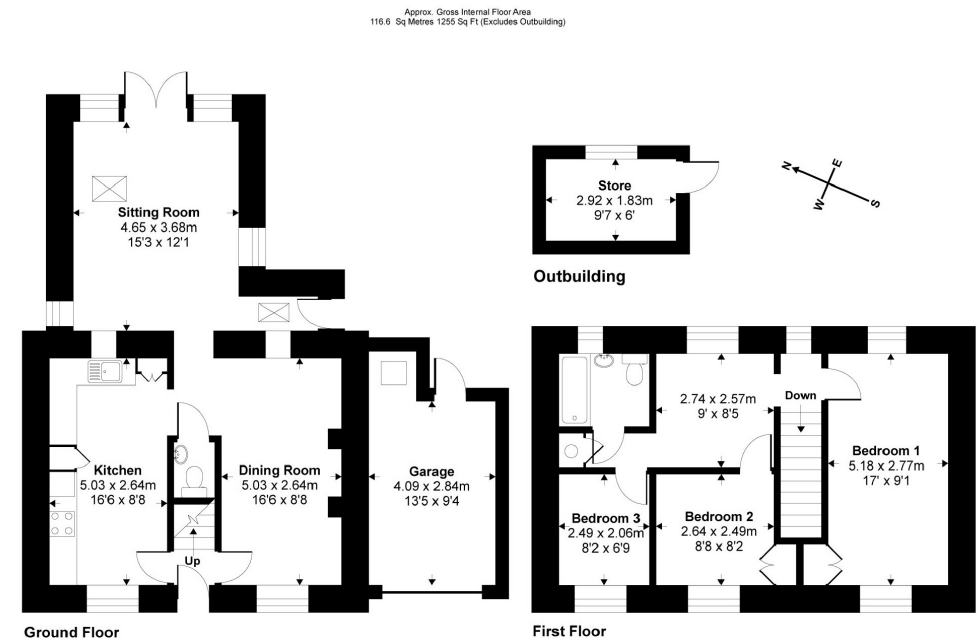 Approx. Gross Internal Floor Area
116.6 Sq Metres 1255 Sq Ft (Excludes Outbuilding)
Sitting Room
4.65 x 3.68m
15'3 x 12'1
Store
2.92 x 1.83m
9'7 x 6'
N
E
W
S
Outbuilding
Kitchen
5.03 x 2.64m
16'6 x 8'8
Dining Room
5.03 x 2.64m
16'6 x 8'8
Garage
4.09 x 2.84m
13'5 x 9'4
Up
Ground Floor
2.74 x 2.57m
9' x 8'5
Down
Bedroom 1
5.18 x 2.77m
17' x 9'1
Bedroom 3
2.49 x 2.06m
8'2 x 6'9
Bedroom 2
2.64 x 2.49m
8'8 x 8'2
First Floor